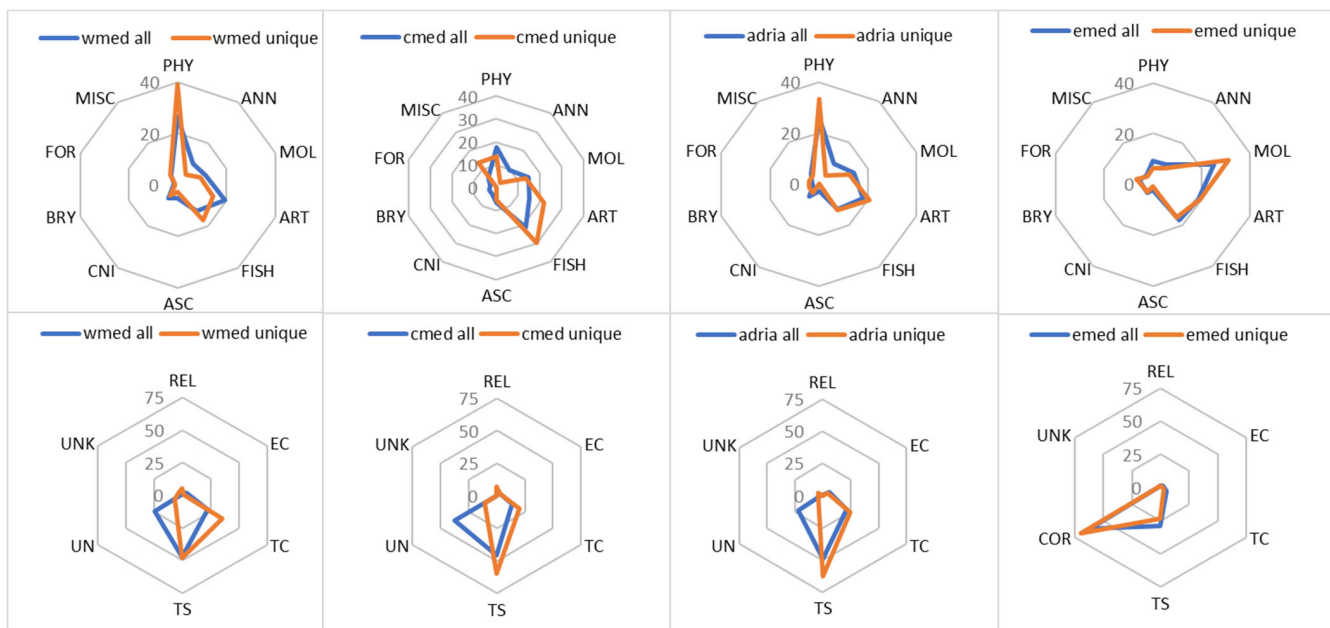 wmed all wmed unique
PHY
40
MISC ANN
20
FOR MOL
0
BRY ART
CNI FISH
ASC
cmed all cmed unique
PHY
40
MISC ANN
30
20
FOR MOL
10
0
BRY ART
CNI FISH
ASC
adria all adria unique
PHY
40
MISC ANN
20
FOR MOL
0
BRY ART
CNI FISH
ASC
emed all emed unique
PHY
40
MISC ANN
20
FOR MOL
0
BRY ART
CNI FISH
ASC
wmed all wmed unique
REL
75
50
UNK EC
25
0
UN TC
TS
cmed all cmed unique
REL
75
50
UNK EC
25
0
UN TC
TS
adria all adria unique
REL
75
50
UNK EC
25
0
UN TC
TS
emed all emed unique
REL
75
50
UNK EC
25
0
COR TC
TS